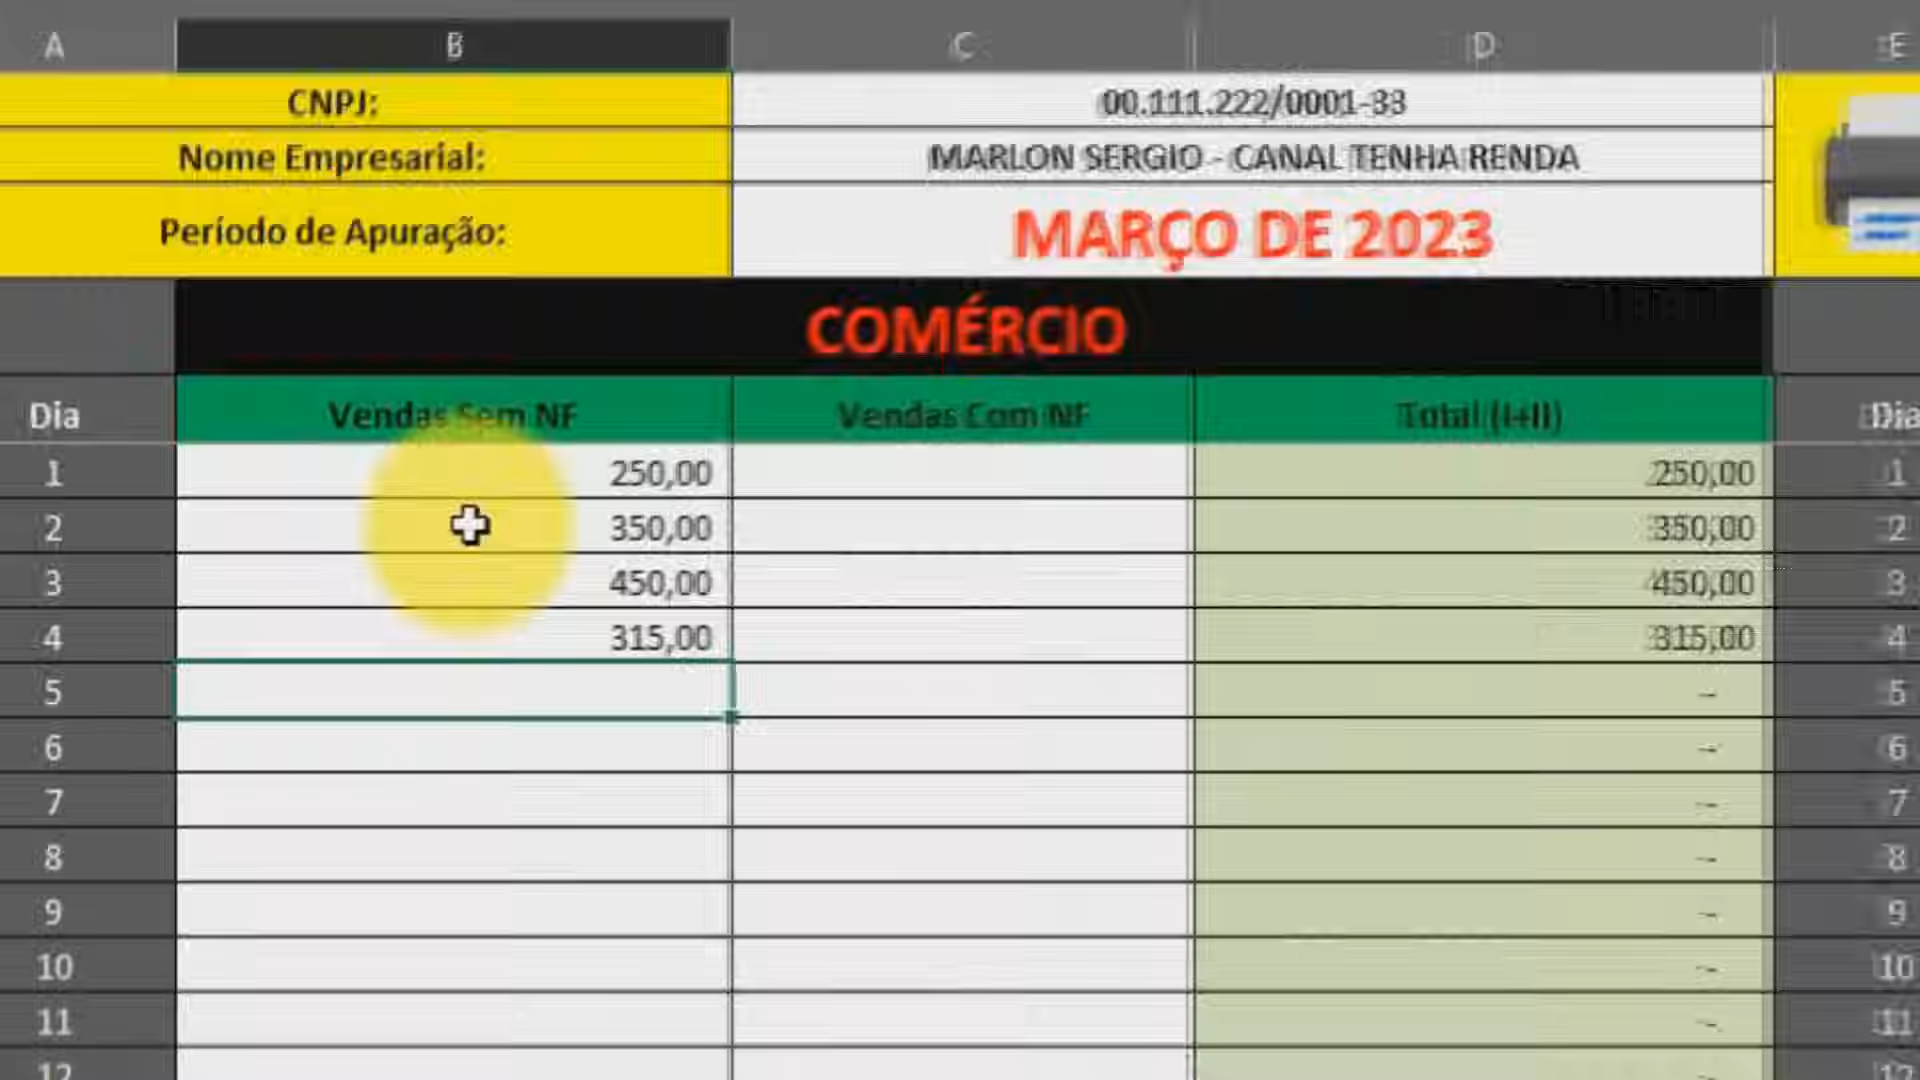 A B C D E
CNPJ: 00.111.222/0001-33
Nome Empresarial: MARLON SERGIO - CANAL TENHA RENDA
Período de Apuração: MARÇO DE 2023
COMÉRCIO
Dia Vendas Sem NF Vendas Com NF Total (I+II) Dia
1 250,00 250,00 1
2 350,00 350,00 2
3 450,00 450,00 3
4 315,00 315,00 4
5 - 5
6 - 6
7 - 7
8 - 8
9 - 9
10 - 10
11 - 11
12 12